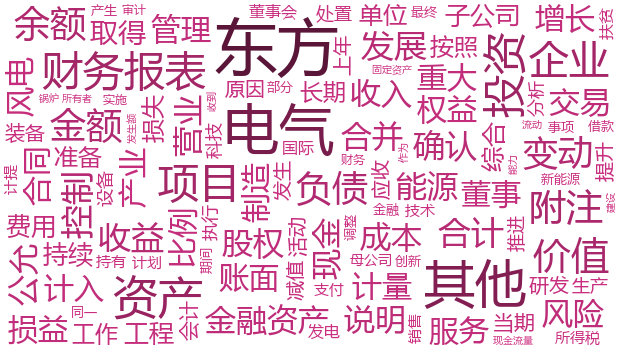 产生 审计 董事会 处置 单位 最终 子公司 增长 扶贫
余额 取得 管理 东方 上年 发展 按照 投资 企业
风电 财务报表 固定资产 重大 分析 交易
锅炉 所有者 实施 原因 部分 长期 收入 权益
装备 金额 发生额 损失 营业 收到 科技 电气 流动 事项 借款
合同 准备 国际 合并 确认 综合 变动 提升
计提 设备 产业 项目 发生 财务 作为 能力 新能源
控制 制造 负债 应收 能源 董事 附注 建设
费用 收益 比例 执行 股权 活动 现金 调整 金融 技术 成本 合计 推进 价值
公允 持续 持有 计划 期间 账面 减值 母公司 创新
计入 资产 支付 计量 其他 研发 生产
损益 同一 工作 工程 会计 金融资产 发电 说明 销售 服务 当期 风险
现金流量 所得税